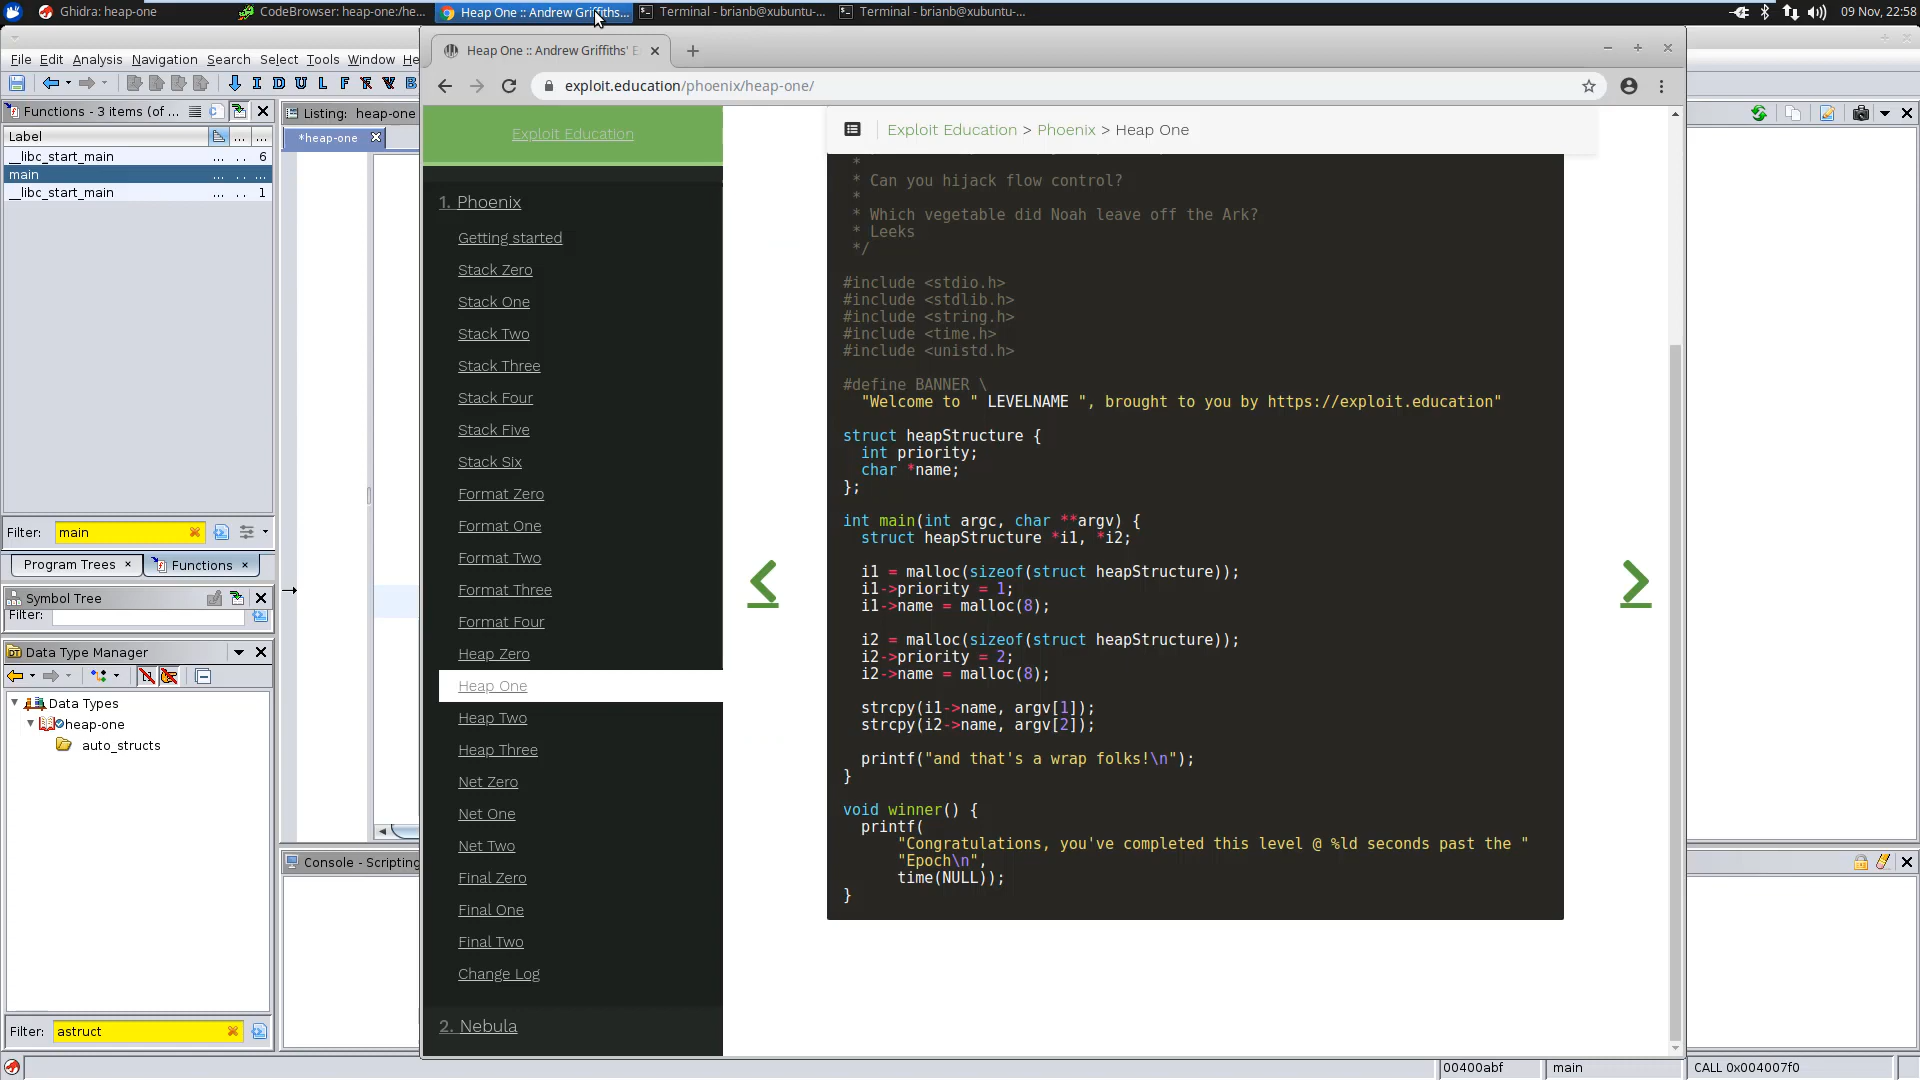 Ghidra: heap-one
CodeBrowser: heap-one:/he...
Heap One :: Andrew Griffiths...
Terminal - brianb@xubuntu-...
Terminal - brianb@xubuntu-...
09 Nov, 22:58
Heap One :: Andrew Griffiths' E
File Edit Analysis Navigation Search Select Tools Window He
I D U L F R V B
exploit.education/phoenix/heap-one/
Functions - 3 items (of ...
Label
__libc_start_main ... .. 6
main ... .. ...
__libc_start_main ... .. 1
Filter: main
Program Trees ×
Functions ×
Symbol Tree
Filter:
Data Type Manager
Data Types
heap-one
auto_structs
Filter: astruct
Listing: heap-one
*heap-one
Console - Scripting
Exploit Education
1. Phoenix
Getting started
Stack Zero
Stack One
Stack Two
Stack Three
Stack Four
Stack Five
Stack Six
Format Zero
Format One
Format Two
Format Three
Format Four
Heap Zero
Heap One
Heap Two
Heap Three
Net Zero
Net One
Net Two
Final Zero
Final One
Final Two
Change Log
2. Nebula
Exploit Education > Phoenix > Heap One
*
* Can you hijack flow control?
*
* Which vegetable did Noah leave off the Ark?
* Leeks
*/
#include <stdio.h>
#include <stdlib.h>
#include <string.h>
#include <time.h>
#include <unistd.h>
#define BANNER \
"Welcome to " LEVELNAME ", brought to you by https://exploit.education"
struct heapStructure {
int priority;
char *name;
};
int main(int argc, char **argv) {
struct heapStructure *i1, *i2;
i1 = malloc(sizeof(struct heapStructure));
i1->priority = 1;
i1->name = malloc(8);
i2 = malloc(sizeof(struct heapStructure));
i2->priority = 2;
i2->name = malloc(8);
strcpy(i1->name, argv[1]);
strcpy(i2->name, argv[2]);
printf("and that's a wrap folks!\n");
}
void winner() {
printf(
"Congratulations, you've completed this level @ %ld seconds past the "
"Epoch\n",
time(NULL));
}
00400abf
main
CALL 0x004007f0